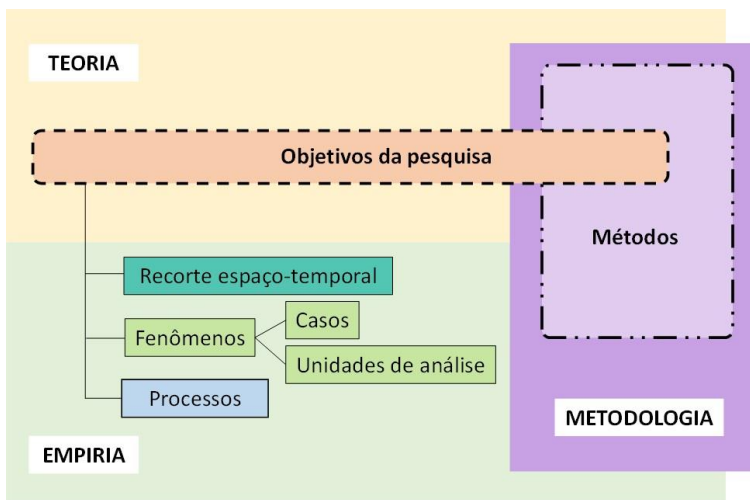 TEORIA
Objetivos da pesquisa
Métodos
Recorte espaço-temporal
Casos
Fenômenos
Unidades de análise
Processos
METODOLOGIA
EMPIRIA